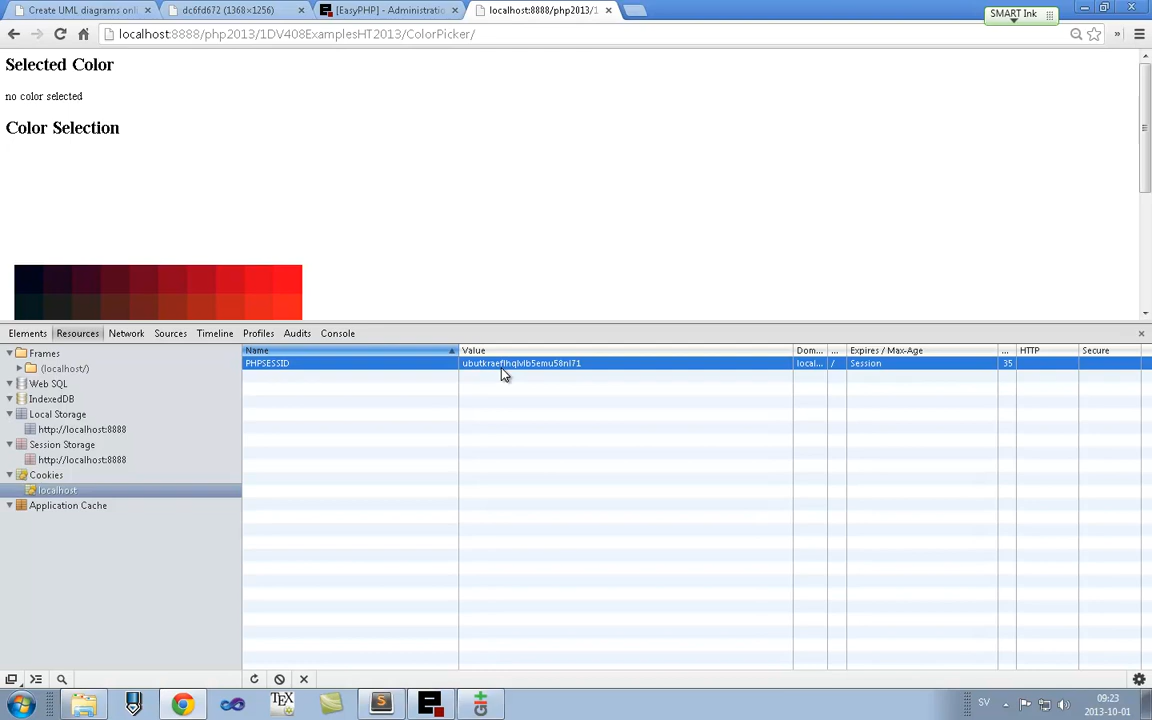 Create UML diagrams onl
dc6fd672 (1368×1256)
[EasyPHP] - Administratio
localhost:8888/php2013/1
SMART Ink
localhost:8888/php2013/1DV408ExamplesHT2013/ColorPicker/
Selected Color
no color selected
Color Selection
Elements Resources Network Sources Timeline Profiles Audits Console
Frames
(localhost/)
Web SQL
IndexedDB
Local Storage
http://localhost:8888
Session Storage
http://localhost:8888
Cookies
localhost
Application Cache
Name Value Dom... ... Expires / Max-Age ... HTTP Secure
PHPSESSID local... / Session 35
SV
09:23
2013-10-01